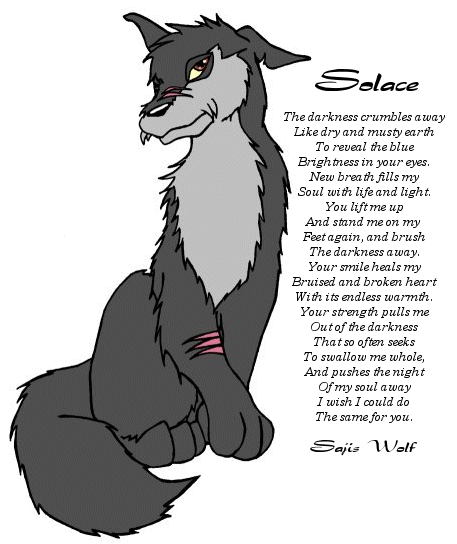 Solace
The darkness crumbles away
Like dry and musty earth
To reveal the blue
Brightness in your eyes.
New breath fills my
Soul with life and light.
You lift me up
And stand me on my
Feet again, and brush
The darkness away.
Your smile heals my
Bruised and broken heart
With its endless warmth.
Your strength pulls me
Out of the darkness
That so often seeks
To swallow me whole,
And pushes the night
Of my soul away
I wish I could do
The same for you.
Sajis Wolf